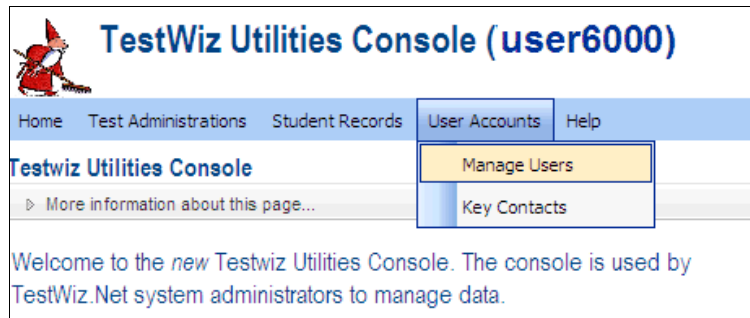 TestWiz Utilities Console (user6000)
Home Test Administrations Student Records User Accounts Help
Testwiz Utilities Console
Manage Users
More information about this page...
Key Contacts
Welcome to the new Testwiz Utilities Console. The console is used by
TestWiz.Net system administrators to manage data.